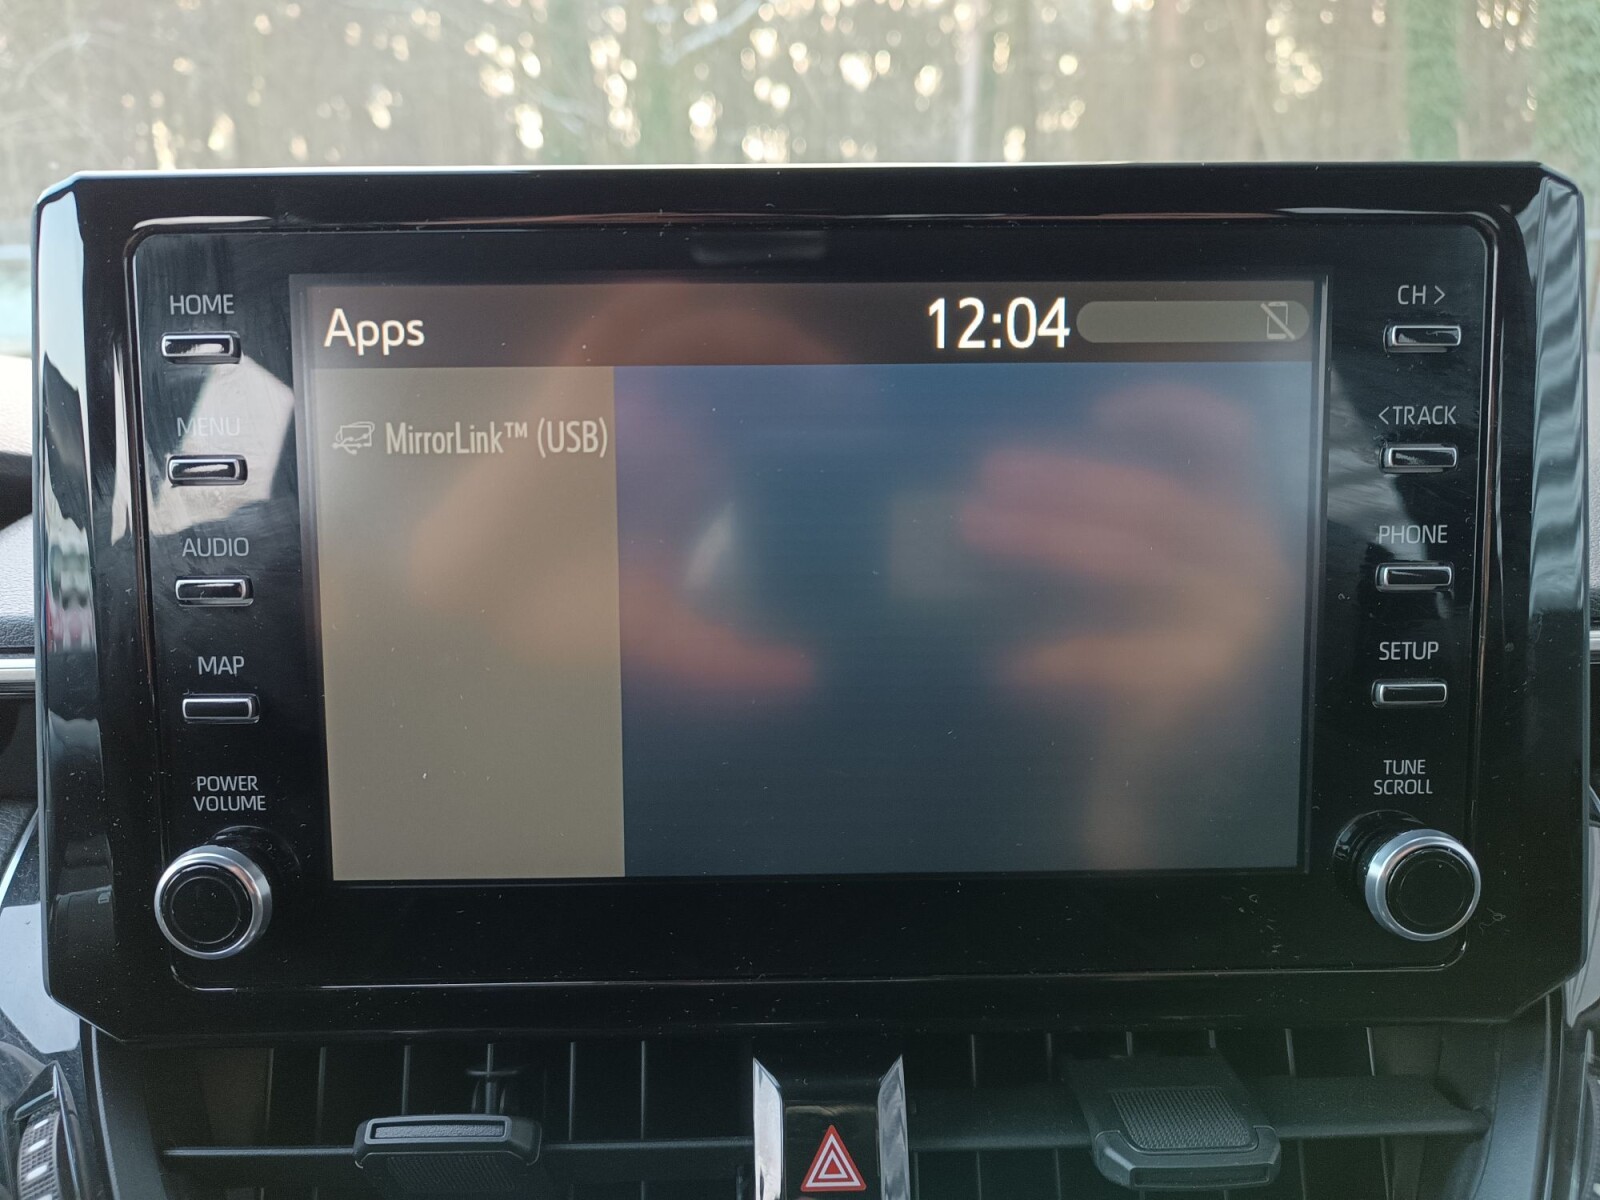 HOME
MENU
AUDIO
MAP
POWER
VOLUME
Apps
12:04
MirrorLink™ (USB)
CH >
< TRACK
PHONE
SETUP
TUNE
SCROLL